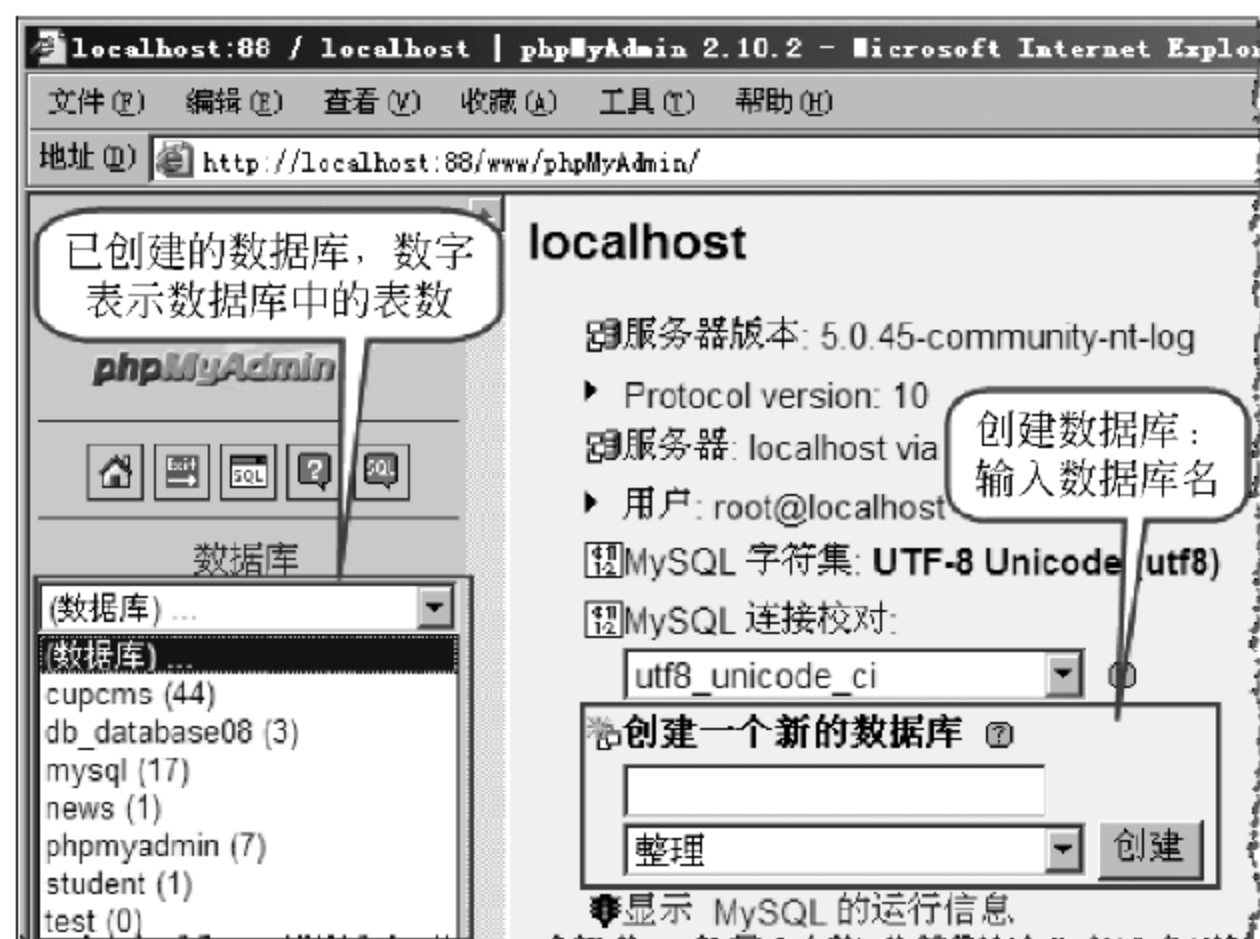 localhost:88 / localhost | phpMyAdmin 2.10.2 - Microsoft Internet Explor
文件(F) 编辑(E) 查看(V) 收藏(A) 工具(T) 帮助(H)
地址(D) http://localhost:88/www/phpMyAdmin/
已创建的数据库，数字
表示数据库中的表数
phpMyAdmin
Exit SQL ? SQL
数据库
(数据库) ...
(数据库) ...
cupcms (44)
db_database08 (3)
mysql (17)
news (1)
phpmyadmin (7)
student (1)
test (0)
localhost
服务器版本: 5.0.45-community-nt-log
Protocol version: 10
服务器: localhost via
用户: root@localhost
创建数据库：
输入数据库名
MySQL 字符集: UTF-8 Unicode (utf8)
MySQL 连接校对:
utf8_unicode_ci
创建一个新的数据库 ?
整理 创建
显示 MySQL 的运行信息